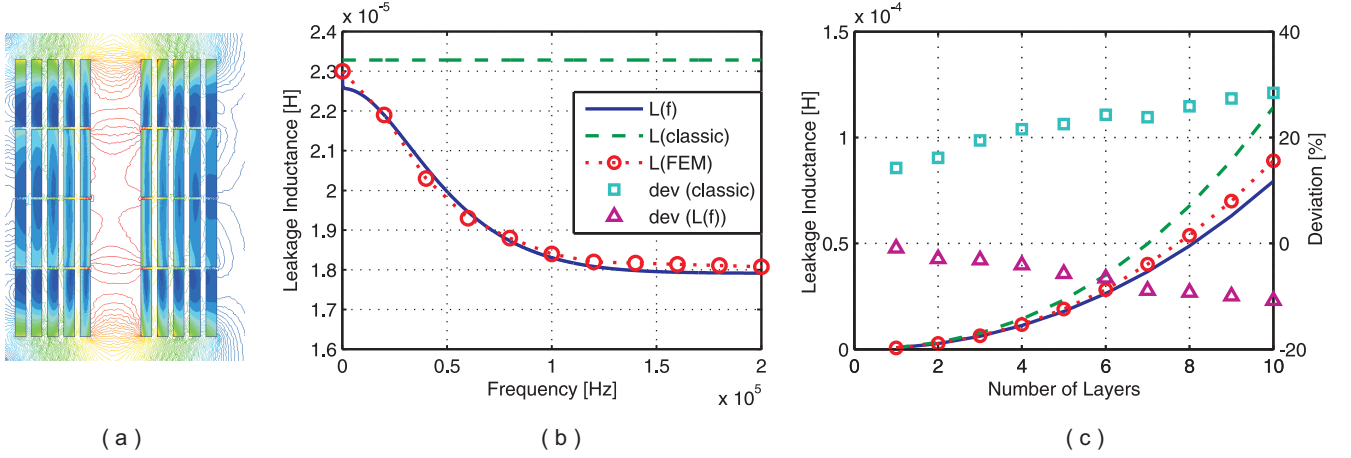 ( a )
x 10⁻⁵
2.4
2.3
2.2
2.1
2
1.9
1.8
1.7
1.6
Leakage Inductance [H]
0
0.5
1
1.5
2
x 10⁵
Frequency [Hz]
L(f)
L(classic)
L(FEM)
dev (classic)
dev (L(f))
( b )
x 10⁻⁴
1.5
1
0.5
0
Leakage Inductance [H]
0
2
4
6
8
10
Number of Layers
40
20
0
-20
Deviation [%]
( c )